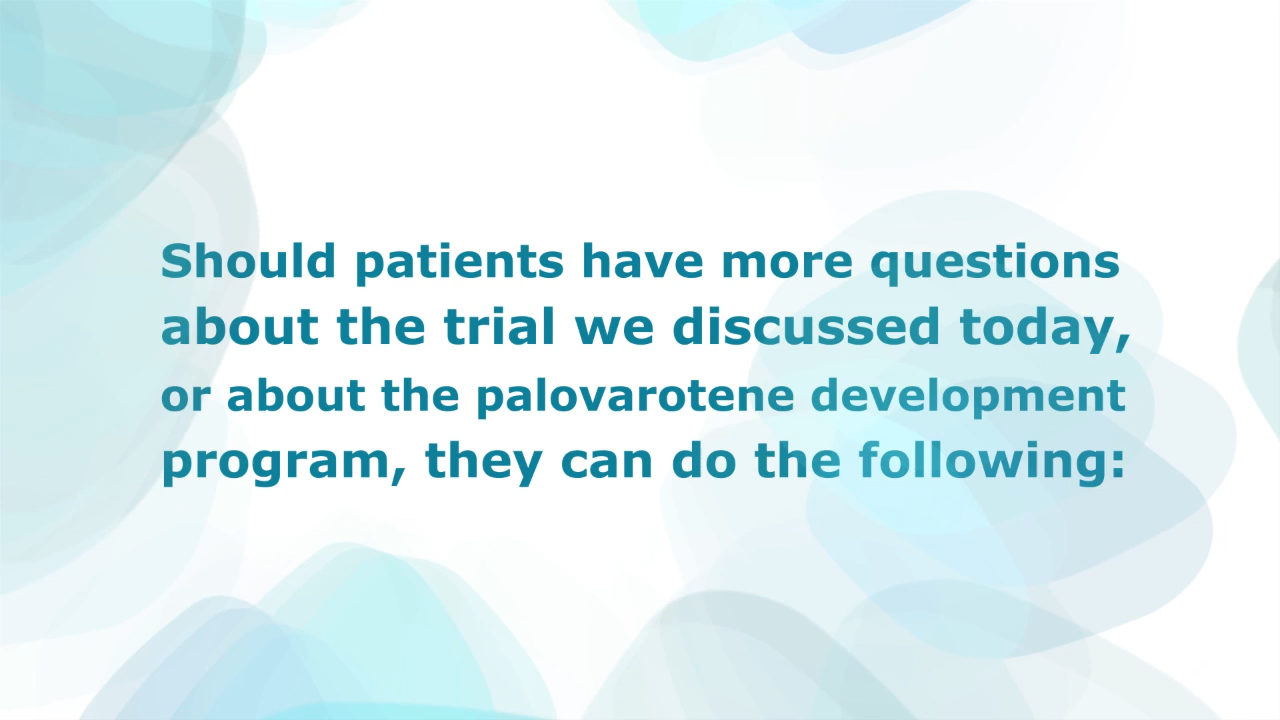 Should patients have more questions
about the trial we discussed today,
or about the palovarotene development
program, they can do the following: